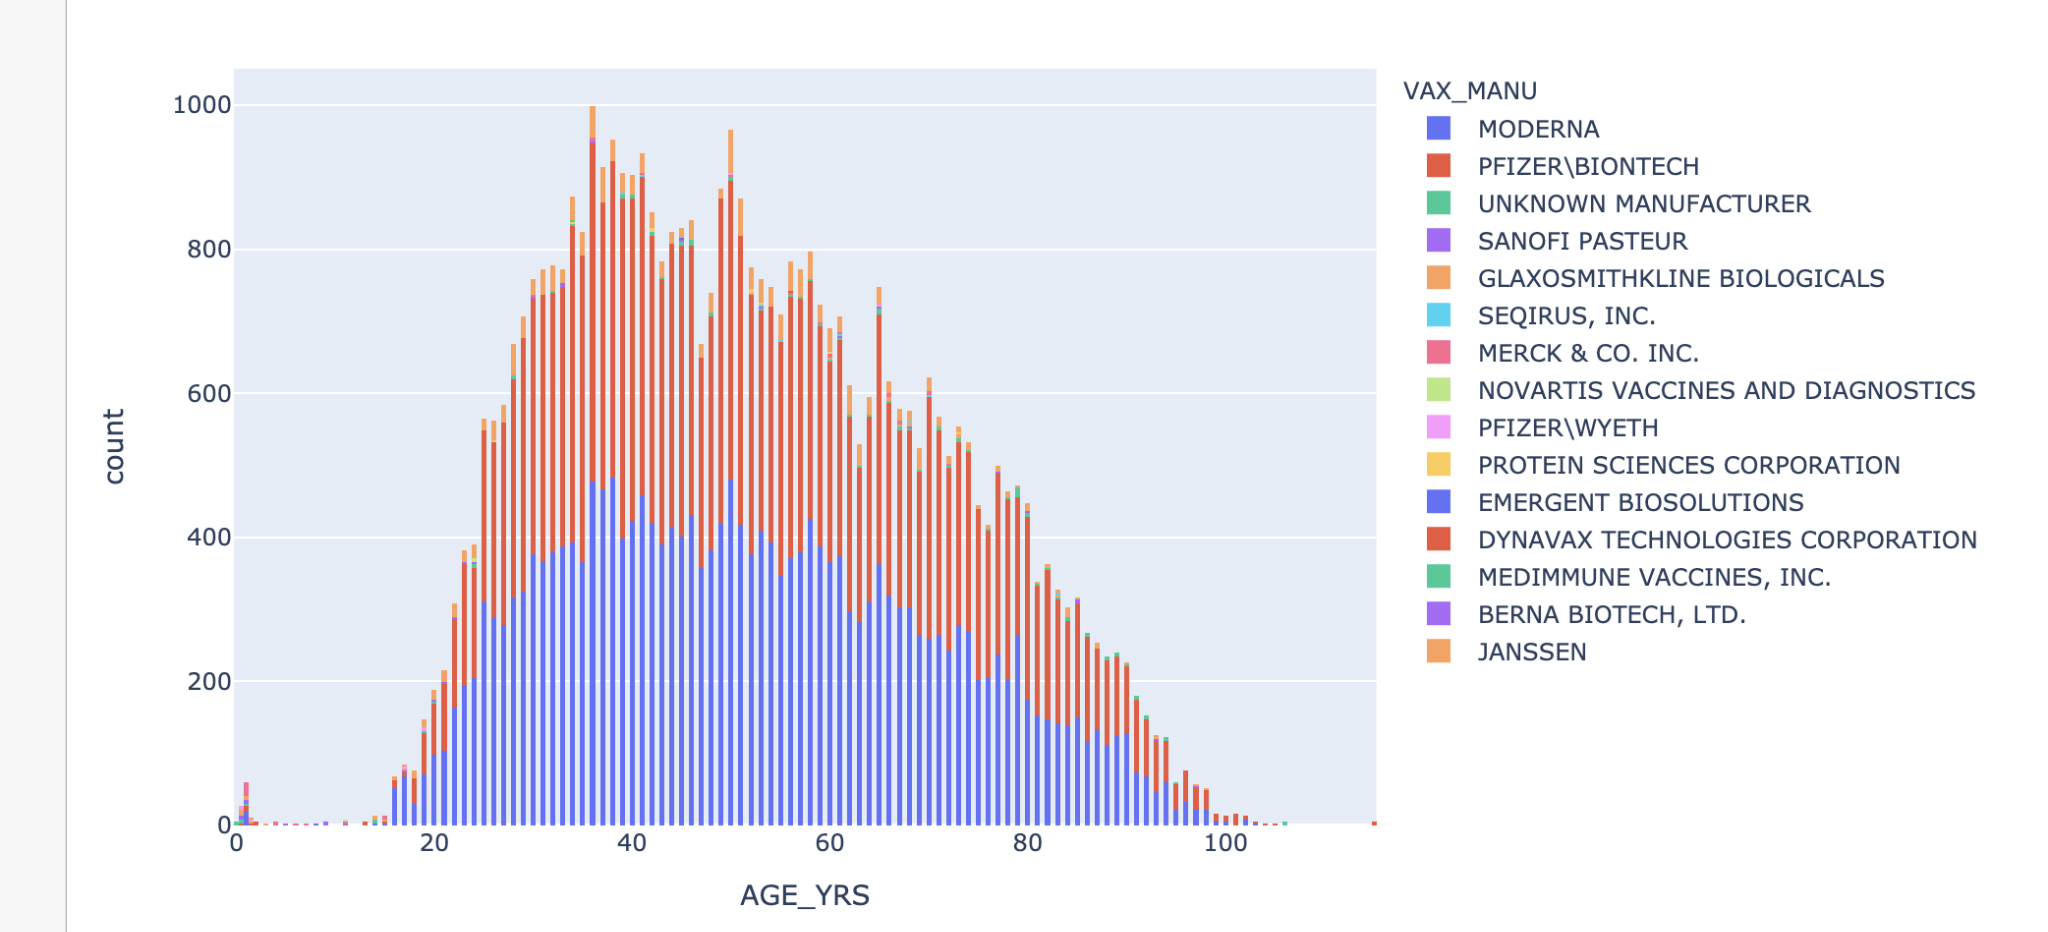 VAX_MANU
MODERNA
PFIZER\BIONTECH
UNKNOWN MANUFACTURER
SANOFI PASTEUR
GLAXOSMITHKLINE BIOLOGICALS
SEQIRUS, INC.
MERCK & CO. INC.
NOVARTIS VACCINES AND DIAGNOSTICS
PFIZER\WYETH
PROTEIN SCIENCES CORPORATION
EMERGENT BIOSOLUTIONS
DYNAVAX TECHNOLOGIES CORPORATION
MEDIMMUNE VACCINES, INC.
BERNA BIOTECH, LTD.
JANSSEN
1000
800
600
400
200
0
count
0 20 40 60 80 100
AGE_YRS